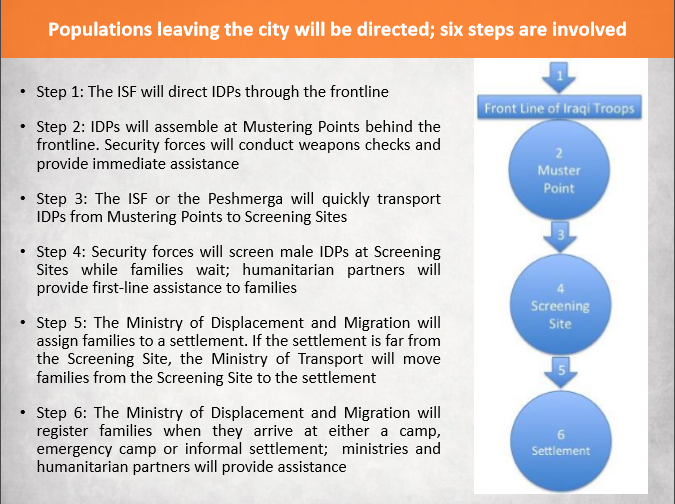 Populations leaving the city will be directed; six steps are involved
• Step 1: The ISF will direct IDPs through the frontline
• Step 2: IDPs will assemble at Mustering Points behind the
frontline. Security forces will conduct weapons checks and
provide immediate assistance
• Step 3: The ISF or the Peshmerga will quickly transport
IDPs from Mustering Points to Screening Sites
• Step 4: Security forces will screen male IDPs at Screening
Sites while families wait; humanitarian partners will
provide first-line assistance to families
• Step 5: The Ministry of Displacement and Migration will
assign families to a settlement. If the settlement is far from
the Screening Site, the Ministry of Transport will move
families from the Screening Site to the settlement
• Step 6: The Ministry of Displacement and Migration will
register families when they arrive at either a camp,
emergency camp or informal settlement; ministries and
humanitarian partners will provide assistance
1
Front Line of Iraqi Troops
2
Muster
Point
3
4
Screening
Site
5
6
Settlement